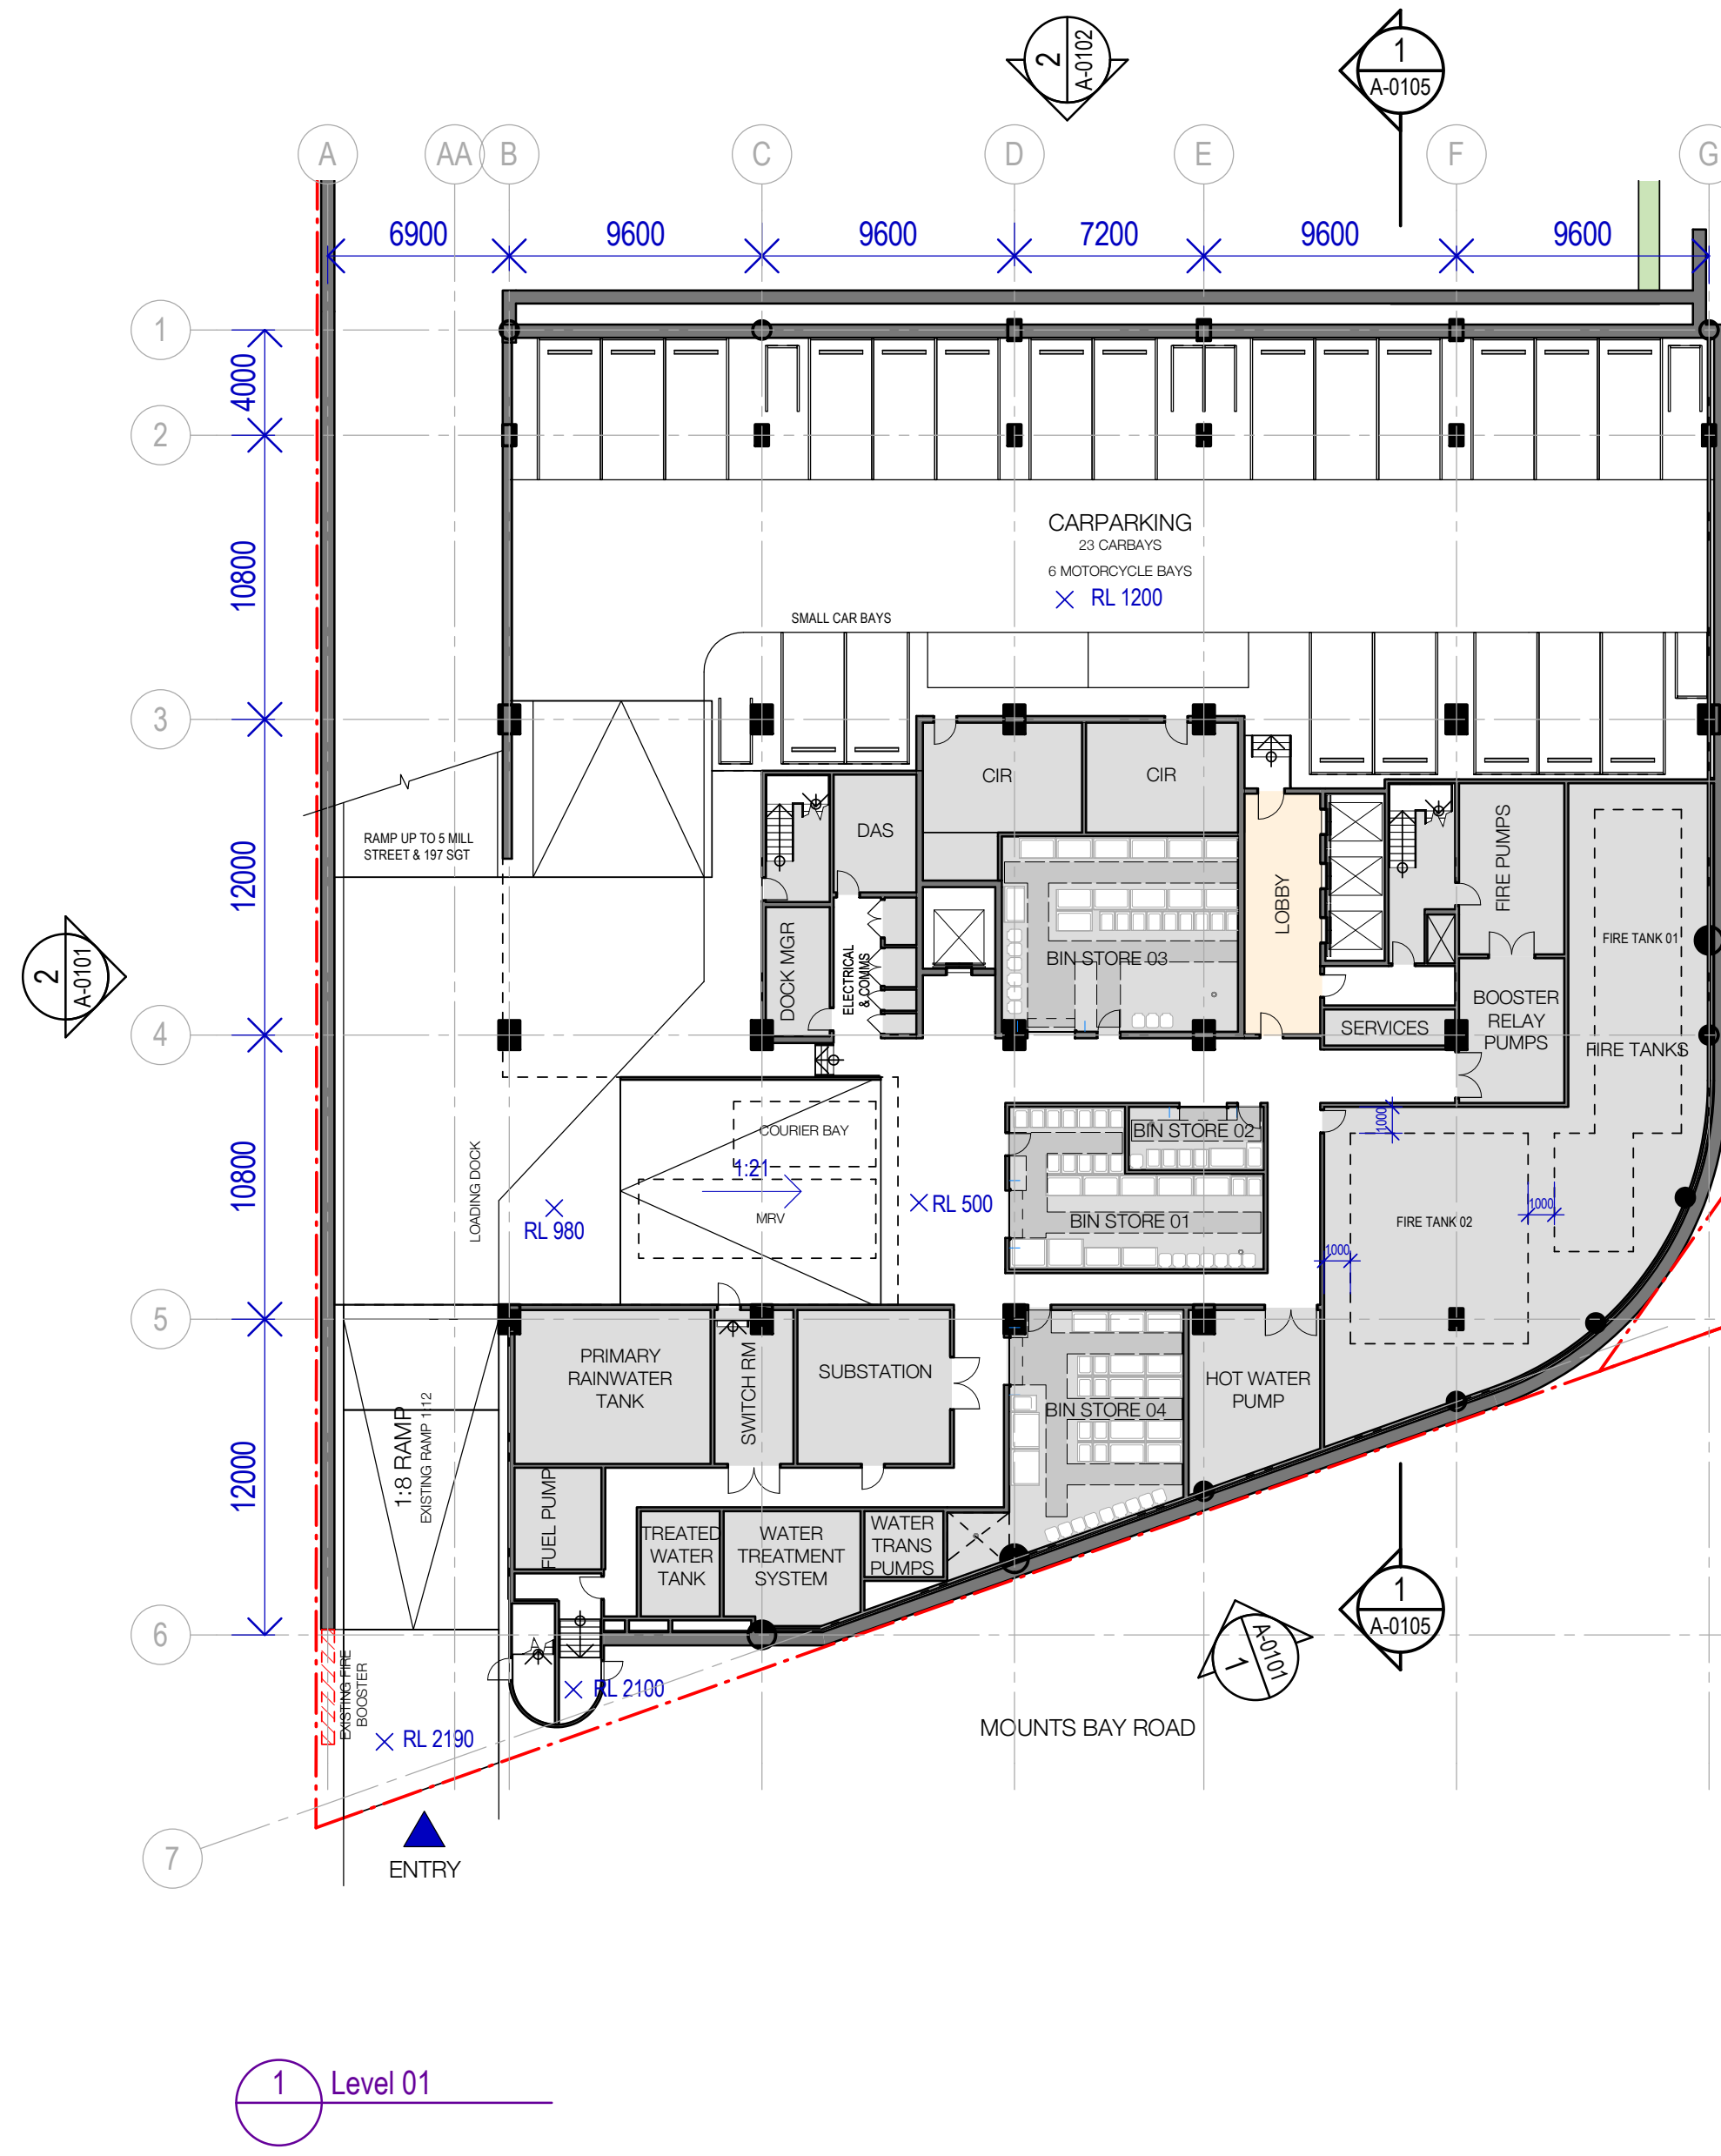 2
A-0102
1
A-0105
A
AA
B
C
D
E
F
G
6900
9600
9600
7200
9600
9600
1
4000
2
CARPARKING
23 CARBAYS
6 MOTORCYCLE BAYS
RL 1200
10800
SMALL CAR BAYS
3
CIR
CIR
RAMP UP TO 5 MILL
STREET & 197 SGT
DAS
12000
FIRE PUMPS
LOBBY
DOCK MGR
ELECTRICAL
& COMMS
BIN STORE 03
FIRE TANK 01
2
A-0101
BOOSTER
RELAY
PUMPS
SERVICES
4
FIRE TANKS
COURIER BAY
BIN STORE 02
1000
1:21
10800
LOADING DOCK
RL 980
MRV
RL 500
BIN STORE 01
FIRE TANK 02
1000
1000
5
PRIMARY
RAINWATER
TANK
SWITCH RM
SUBSTATION
HOT WATER
PUMP
BIN STORE 04
1:8 RAMP
EXISTING RAMP 1:12
12000
FUEL PUMP
TREATED
WATER
TANK
WATER
TREATMENT
SYSTEM
WATER
TRANS
PUMPS
1
A-0105
6
A-0101
1
EXISTING FIRE
BOOSTER
RL 2100
RL 2190
MOUNTS BAY ROAD
7
ENTRY
1
Level 01